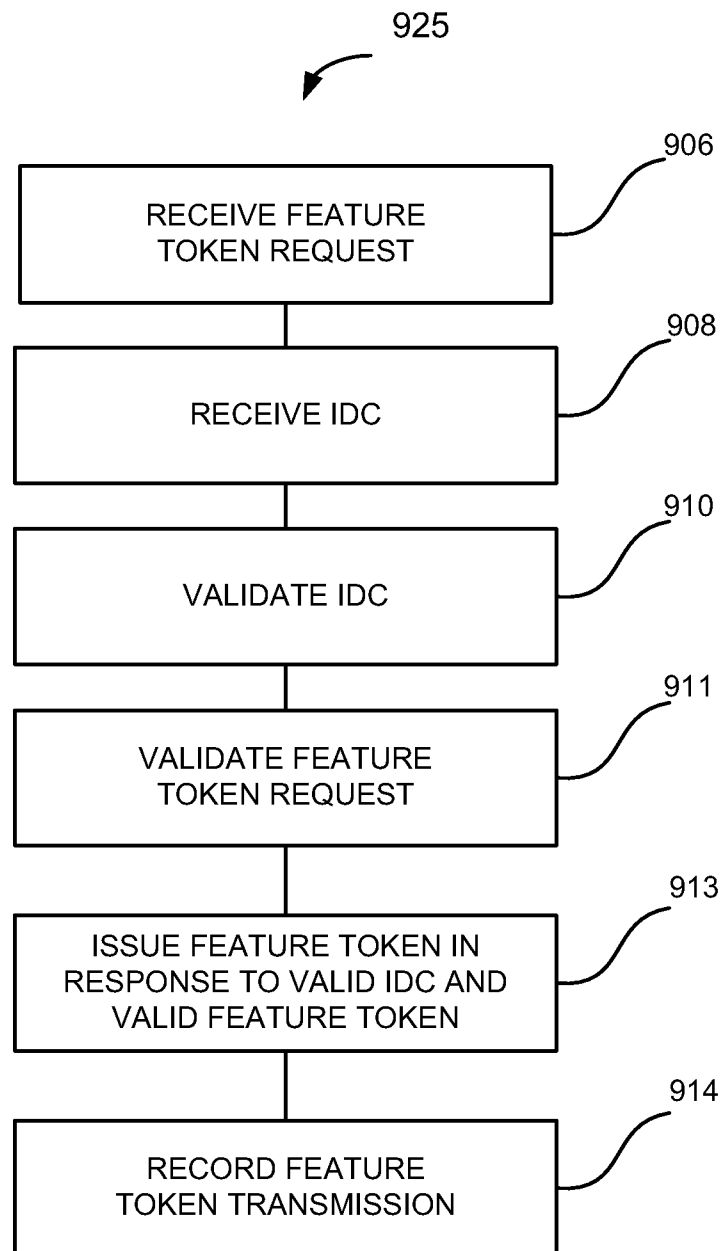 925
906
RECEIVE FEATURE
TOKEN REQUEST
908
RECEIVE IDC
910
VALIDATE IDC
911
VALIDATE FEATURE
TOKEN REQUEST
913
ISSUE FEATURE TOKEN IN
RESPONSE TO VALID IDC AND
VALID FEATURE TOKEN
914
RECORD FEATURE
TOKEN TRANSMISSION